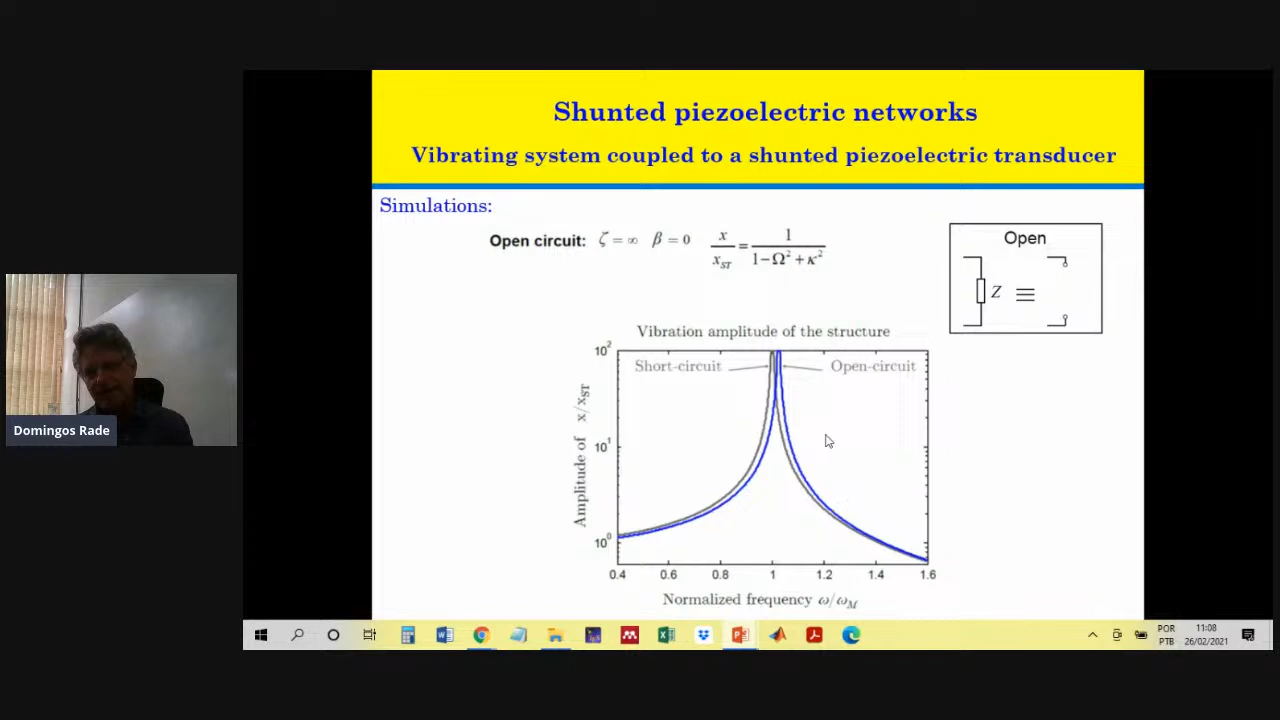 Shunted piezoelectric networks
Vibrating system coupled to a shunted piezoelectric transducer
Simulations:
Open circuit: ζ = ∞ β = 0 x/x_ST = 1/(1−Ω²+κ²)
Open
Z ≡
Vibration amplitude of the structure
Short-circuit
Open-circuit
Amplitude of x/x_ST
10²
10¹
10⁰
0.4 0.6 0.8 1 1.2 1.4 1.6
Normalized frequency ω/ω_M
Domingos Rade
POR
PTB
11:08
26/02/2021